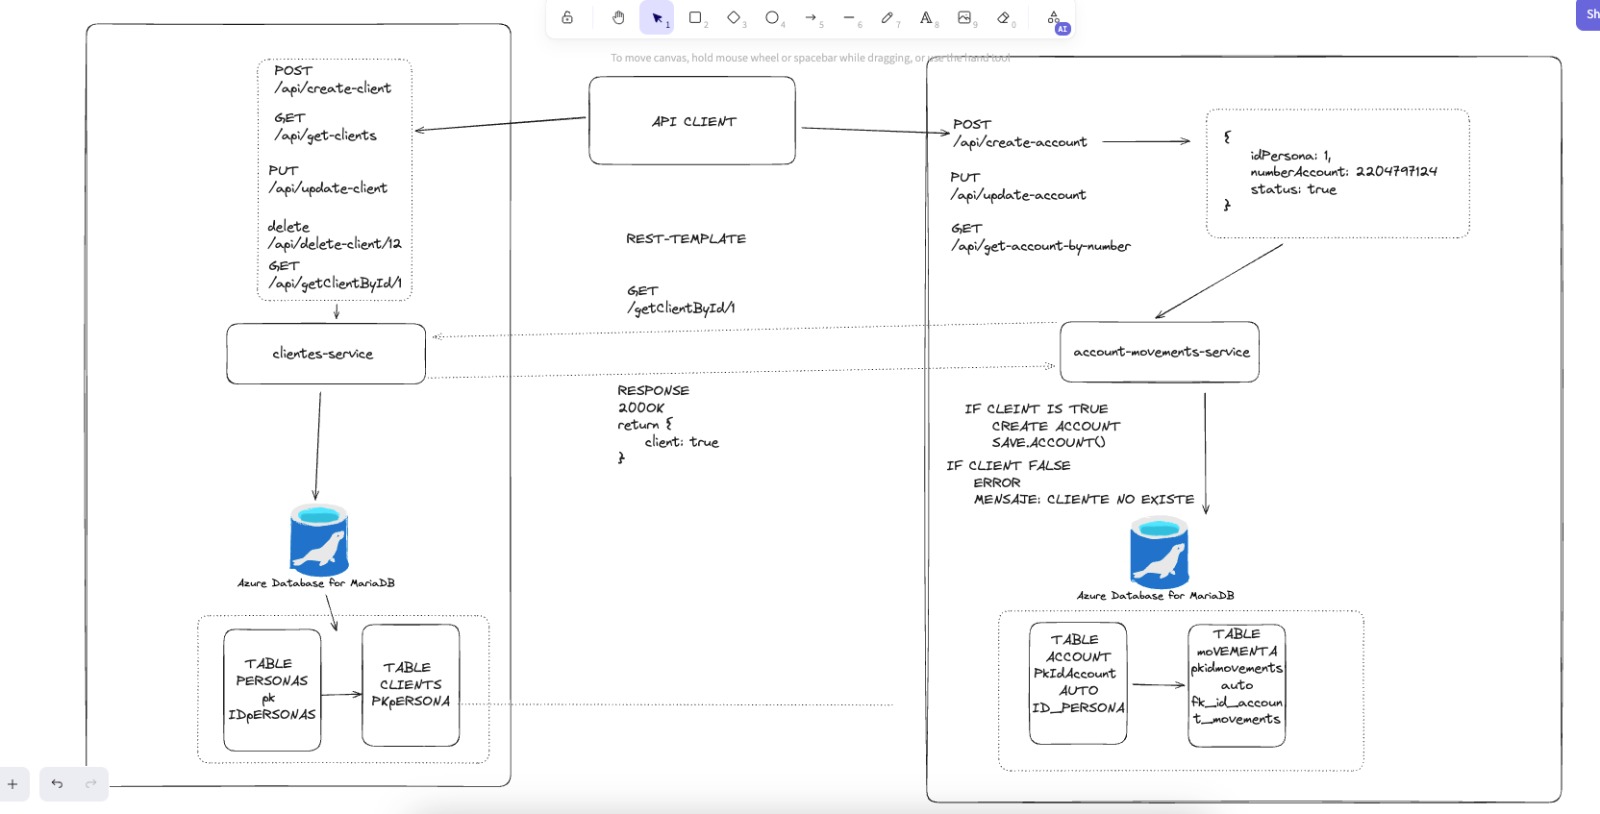 1
2
3
4
5
6
7
A
8
9
0
AI
Sh
To move canvas, hold mouse wheel or spacebar while dragging, or use the hand tool
POST
/api/create-client
GET
/api/get-clients
PUT
/api/update-client
delete
/api/delete-client/12
GET
/api/getClientById/1
clientes-service
Azure Database for MariaDB
TABLE
PERSONAS
pk
IDpERSONAS
TABLE
CLIENTS
PKpERSONA
API CLIENT
REST-TEMPLATE
GET
/getClientById/1
RESPONSE
200OK
return {
client: true
}
POST
/api/create-account
PUT
/api/update-account
GET
/api/get-account-by-number
{
idPersona: 1,
numberAccount: 2204797124
status: true
}
account-movements-service
IF CLEINT IS TRUE
CREATE ACCOUNT
SAVE.ACCOUNT()
IF CLIENT FALSE
ERROR
MENSAJE: CLIENTE NO EXISTE
Azure Database for MariaDB
TABLE
ACCOUNT
PkIdAccount
AUTO
ID_PERSONA
TABLE
moVEMENTA
pkidmovements
auto
fk_id_accoun
t_movements